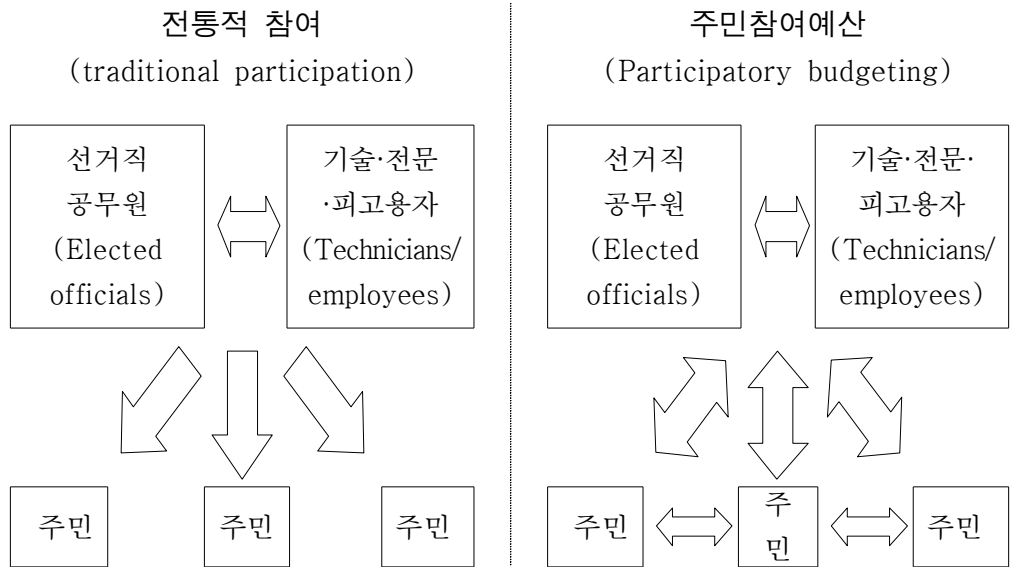 전통적 참여
(traditional participation)
선거직
공무원
(Elected
officials)
기술·전문
·피고용자
(Technicians/
employees)
주민
주민
주민
주민참여예산
(Participatory budgeting)
선거직
공무원
(Elected
officials)
기술·전문·
피고용자
(Technicians/
employees)
주민
주
민
주민